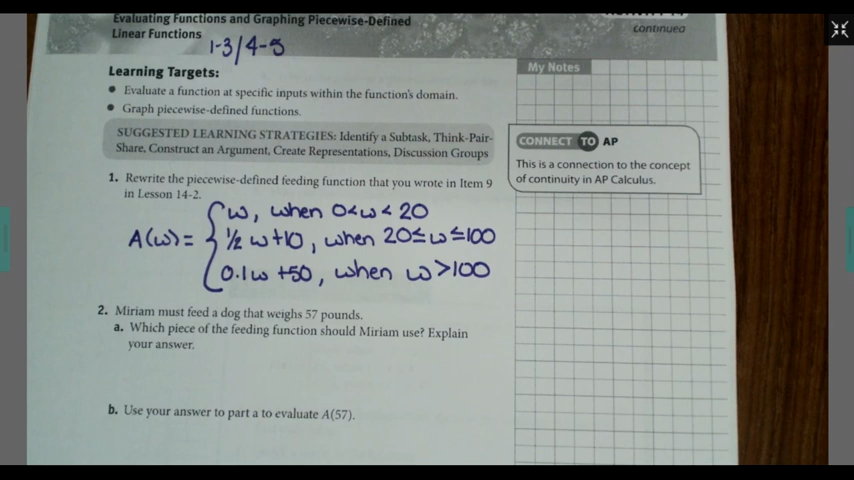 Evaluating Functions and Graphing Piecewise-Defined
Linear Functions
continued
1-3/4-5
Learning Targets:
• Evaluate a function at specific inputs within the function's domain.
• Graph piecewise-defined functions.
SUGGESTED LEARNING STRATEGIES: Identify a Subtask, Think-Pair-
Share, Construct an Argument, Create Representations, Discussion Groups
My Notes
CONNECT TO AP
This is a connection to the concept
of continuity in AP Calculus.
1. Rewrite the piecewise-defined feeding function that you wrote in Item 9
in Lesson 14-2.
w, when 0<w<20
A(w)= { 1/2 w+10, when 20≤w≤100
0.1w+50, when w>100
2. Miriam must feed a dog that weighs 57 pounds.
a. Which piece of the feeding function should Miriam use? Explain
your answer.
b. Use your answer to part a to evaluate A(57).